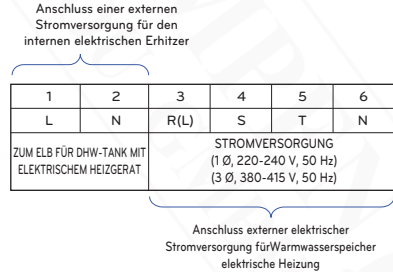 Anschluss einer externen
Stromversorgung für den
internen elektrischen Erhitzer
1 2 3 4 5 6
L N R(L) S T N
ZUM ELB FÜR DHW-TANK MIT
ELEKTRISCHEM HEIZGERAT
STROMVERSORGUNG
(1 Ø, 220-240 V, 50 Hz)
(3 Ø, 380-415 V, 50 Hz)
Anschluss externer elektrischer
Stromversorgung fürWarmwasserspeicher
elektrische Heizung